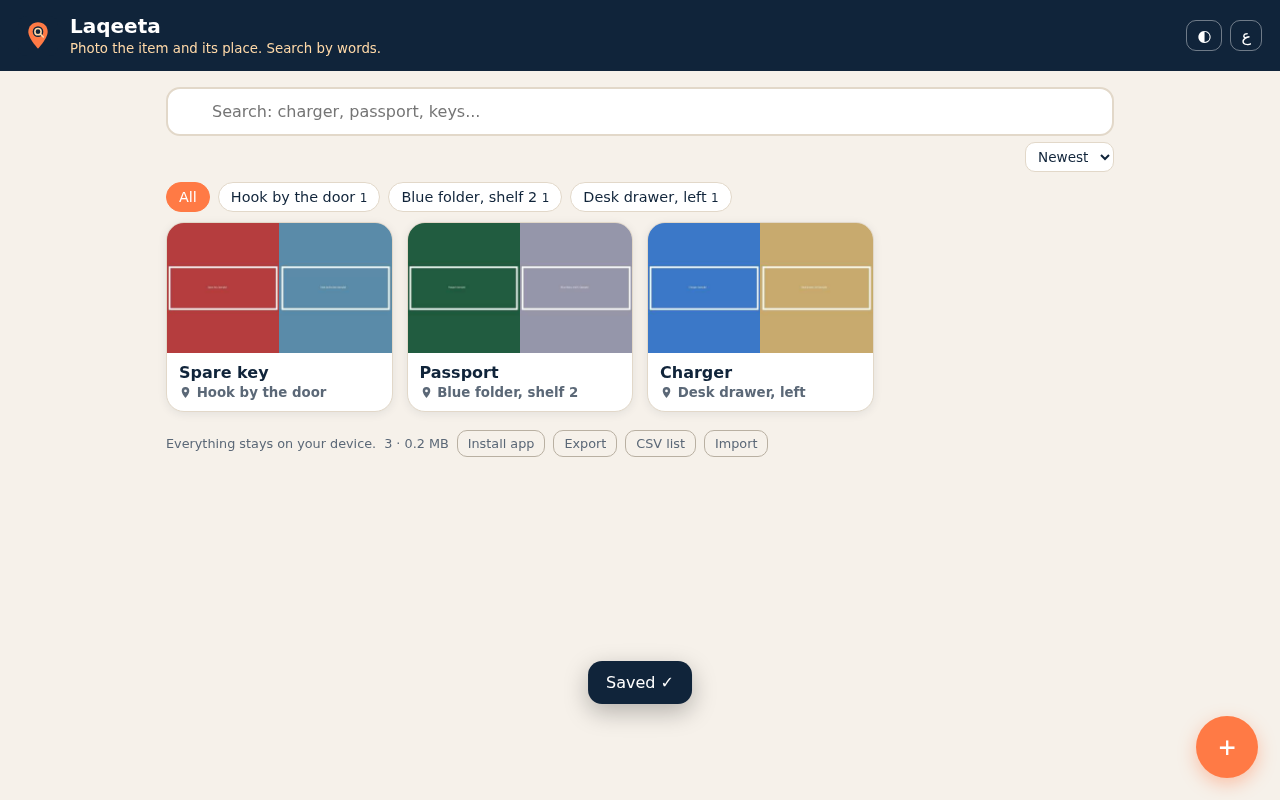 Laqeeta
Photo the item and its place. Search by words.
◐ ع
Search: charger, passport, keys…
Newest
All Hook by the door 1 Blue folder, shelf 2 1 Desk drawer, left 1
Spare key
Hook by the door
Passport
Blue folder, shelf 2
Charger
Desk drawer, left
Everything stays on your device. 3 · 0.2 MB Install app Export CSV list Import
Saved ✓
+